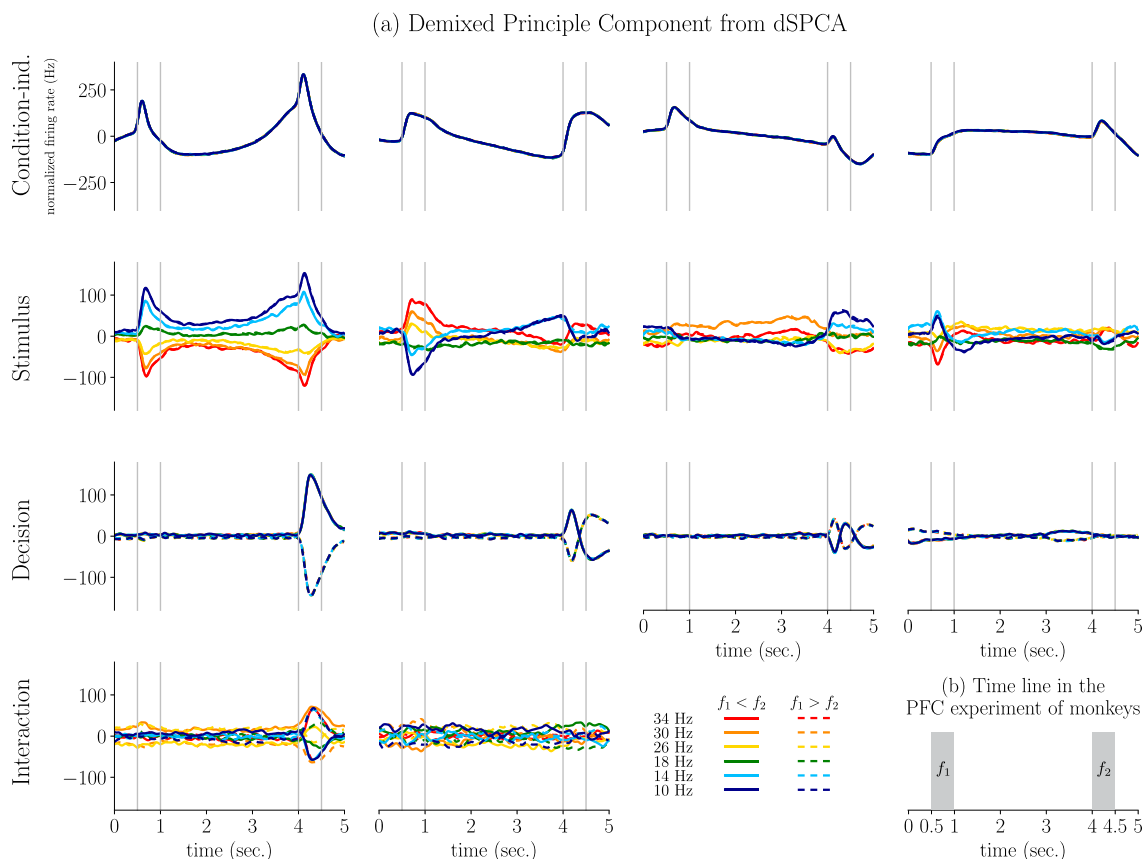 (a) Demixed Principle Component from dSPCA
Condition-ind.
normalized firing rate (Hz)
250
0
−250
Stimulus
100
0
−100
Decision
100
0
−100
0 1 2 3 4 5
time (sec.)
0 1 2 3 4 5
time (sec.)
Interaction
100
0
−100
0 1 2 3 4 5
time (sec.)
0 1 2 3 4 5
time (sec.)
f1 < f2 f1 > f2
34 Hz
30 Hz
26 Hz
18 Hz
14 Hz
10 Hz
(b) Time line in the
PFC experiment of monkeys
f1 f2
0 0.5 1 2 3 4 4.5 5
time (sec.)